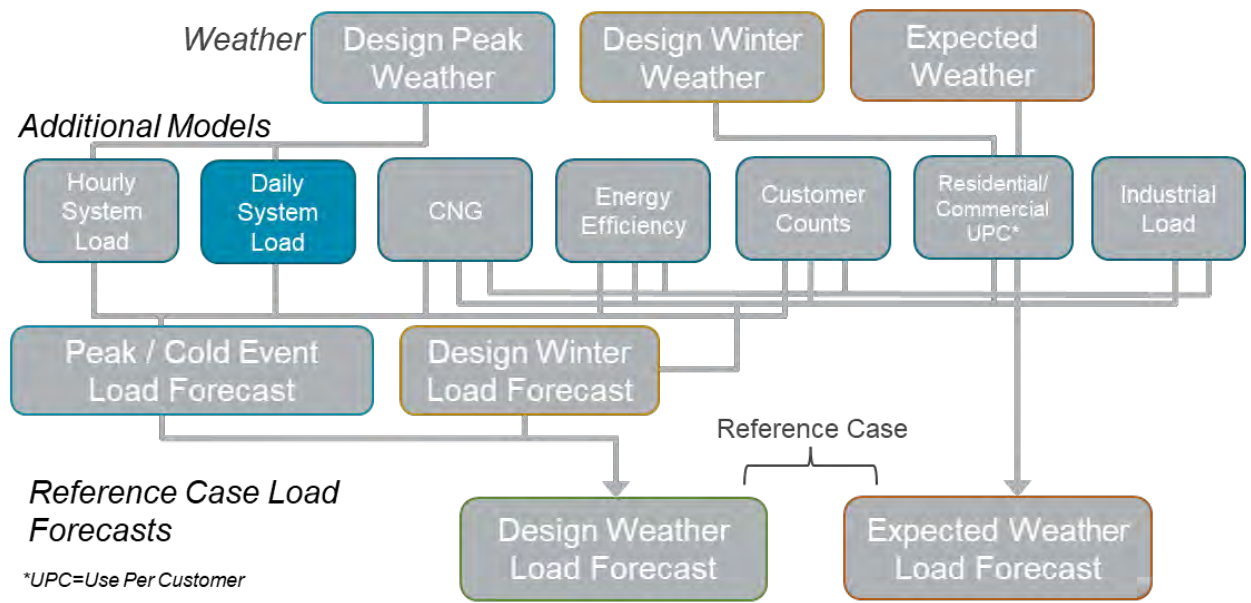 Weather
Design Peak
Weather
Design Winter
Weather
Expected
Weather
Additional Models
Hourly
System
Load
Daily
System
Load
CNG
Energy
Efficiency
Customer
Counts
Residential/
Commercial
UPC*
Industrial
Load
Peak / Cold Event
Load Forecast
Design Winter
Load Forecast
Reference Case
Reference Case Load
Forecasts
Design Weather
Load Forecast
Expected Weather
Load Forecast
*UPC=Use Per Customer